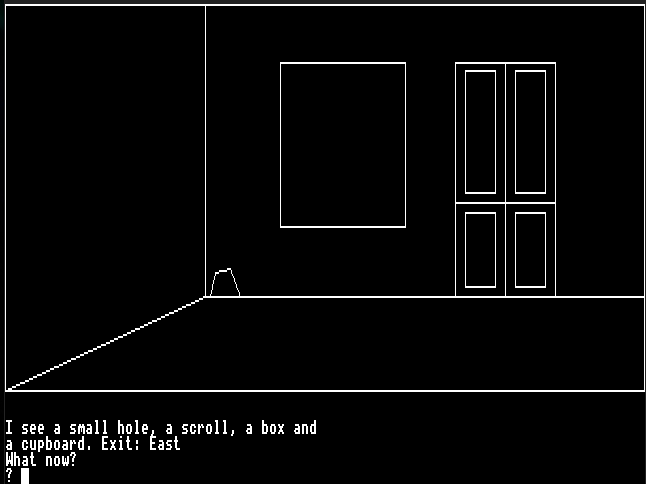 I see a small hole, a scroll, a box and
a cupboard. Exit: East
What now?
?